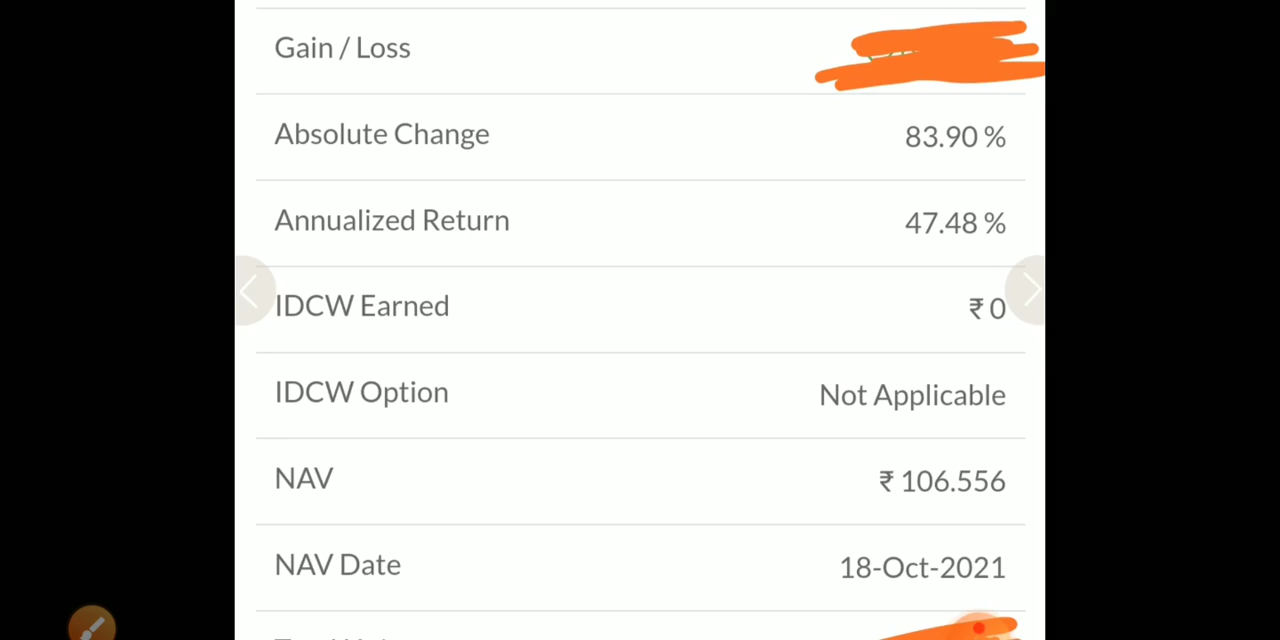 Gain / Loss
Absolute Change 83.90 %
Annualized Return 47.48 %
IDCW Earned ₹ 0
IDCW Option Not Applicable
NAV ₹ 106.556
NAV Date 18-Oct-2021